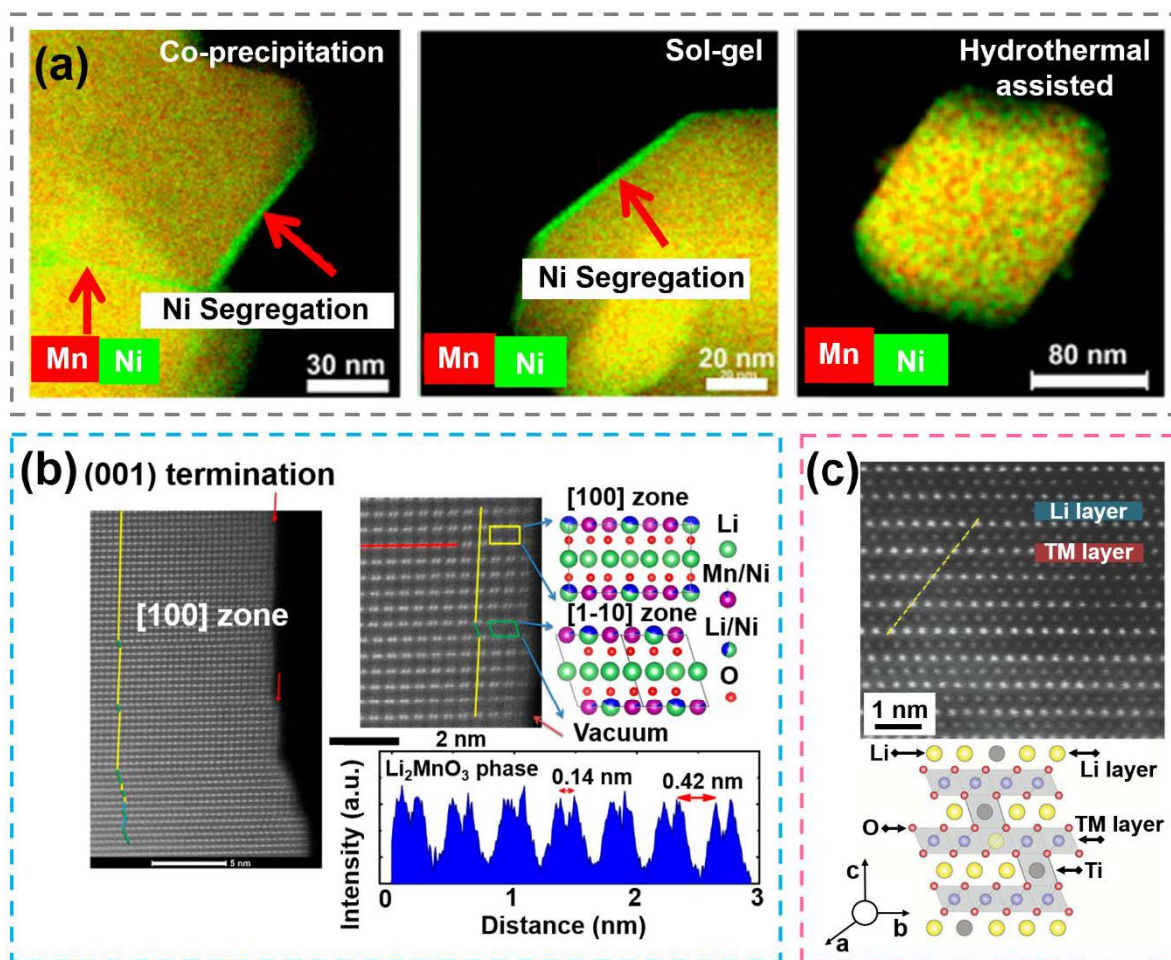 (a)
Co-precipitation
Ni Segregation
Mn
Ni
30 nm
Sol-gel
Ni Segregation
Mn
Ni
20 nm
20 nm
Hydrothermal
assisted
Mn
Ni
80 nm
(b)
(001) termination
[100] zone
5 nm
2 nm
[100] zone
Li
Mn/Ni
[1-10] zone
Li/Ni
O
Vacuum
Li₂MnO₃ phase
0.14 nm
0.42 nm
Intensity (a.u.)
0
1
2
3
Distance (nm)
(c)
Li layer
TM layer
1 nm
Li
Li layer
O
TM layer
Ti
c
b
a